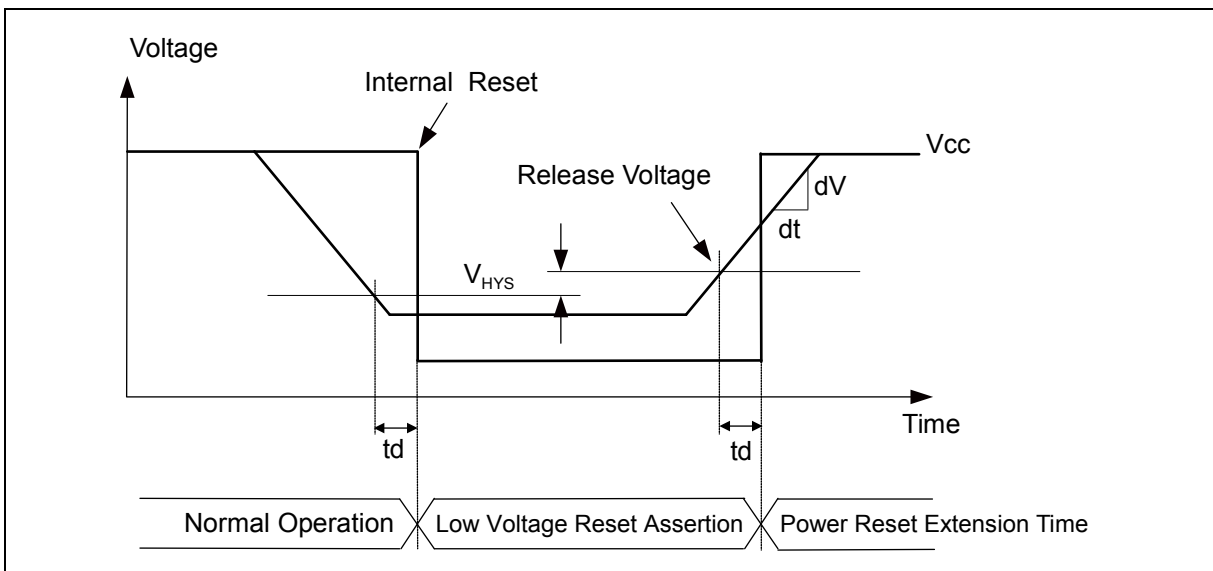 Voltage
Internal Reset
Vcc
Release Voltage
dV
dt
VHYS
Time
td
td
Normal Operation
Low Voltage Reset Assertion
Power Reset Extension Time